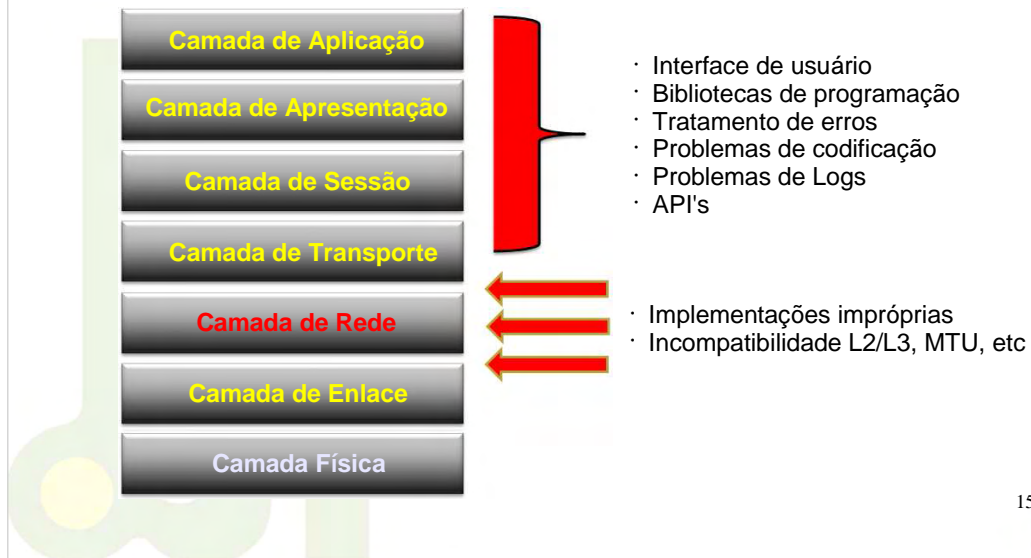 Camada de Aplicação
Camada de Apresentação
Camada de Sessão
Camada de Transporte
Camada de Rede
Camada de Enlace
Camada Física
· Interface de usuário
· Bibliotecas de programação
· Tratamento de erros
· Problemas de codificação
· Problemas de Logs
· API's
· Implementações impróprias
· Incompatibilidade L2/L3, MTU, etc
15